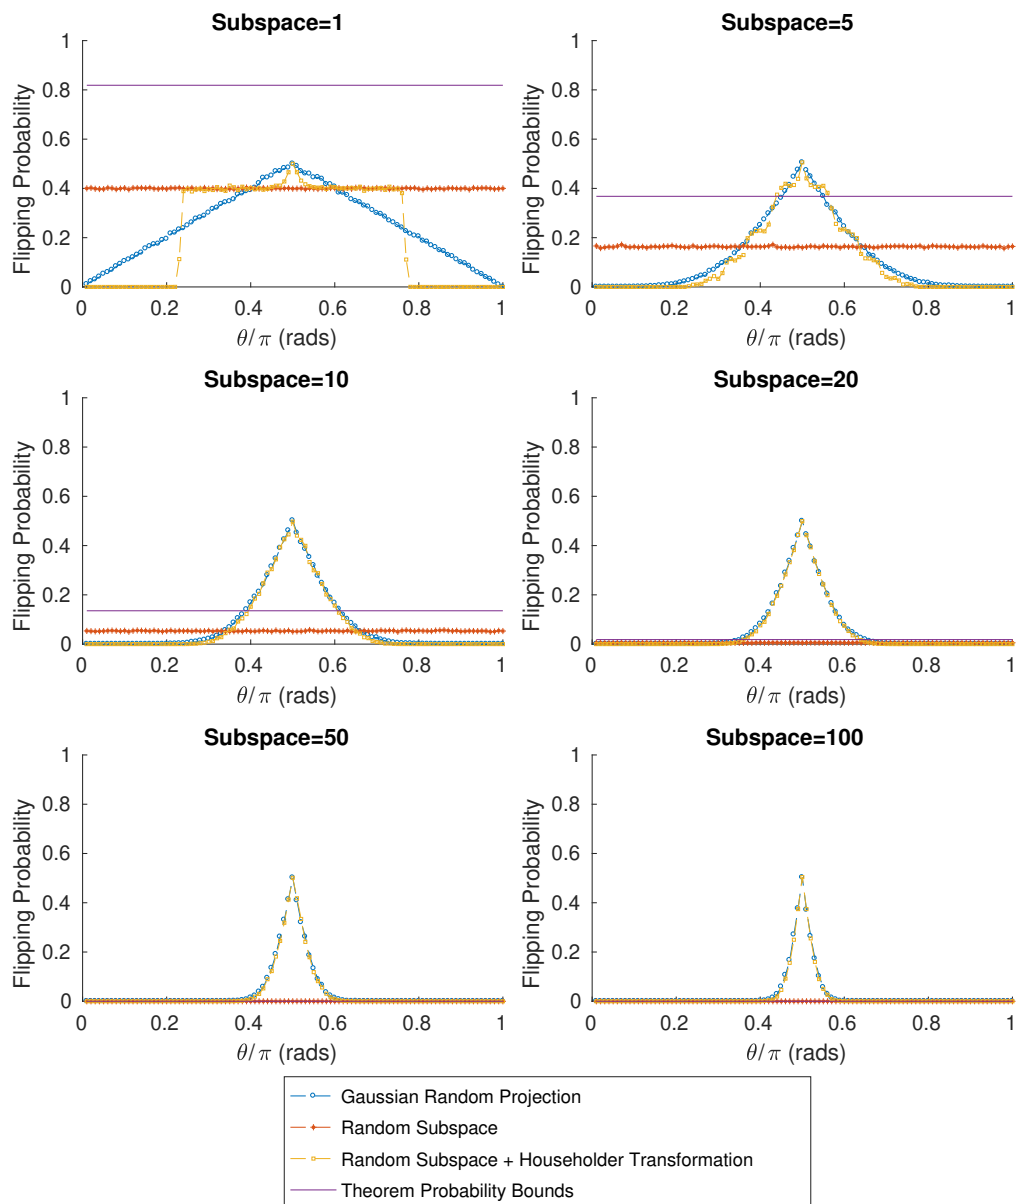 Subspace=1
Subspace=5
1
0.8
0.6
0.4
0.2
0
Flipping Probability
0 0.2 0.4 0.6 0.8 1
θ/π (rads)
1
0.8
0.6
0.4
0.2
0
Flipping Probability
0 0.2 0.4 0.6 0.8 1
θ/π (rads)
Subspace=10
Subspace=20
1
0.8
0.6
0.4
0.2
0
Flipping Probability
0 0.2 0.4 0.6 0.8 1
θ/π (rads)
1
0.8
0.6
0.4
0.2
0
Flipping Probability
0 0.2 0.4 0.6 0.8 1
θ/π (rads)
Subspace=50
Subspace=100
1
0.8
0.6
0.4
0.2
0
Flipping Probability
0 0.2 0.4 0.6 0.8 1
θ/π (rads)
1
0.8
0.6
0.4
0.2
0
Flipping Probability
0 0.2 0.4 0.6 0.8 1
θ/π (rads)
Gaussian Random Projection
Random Subspace
Random Subspace + Householder Transformation
Theorem Probability Bounds